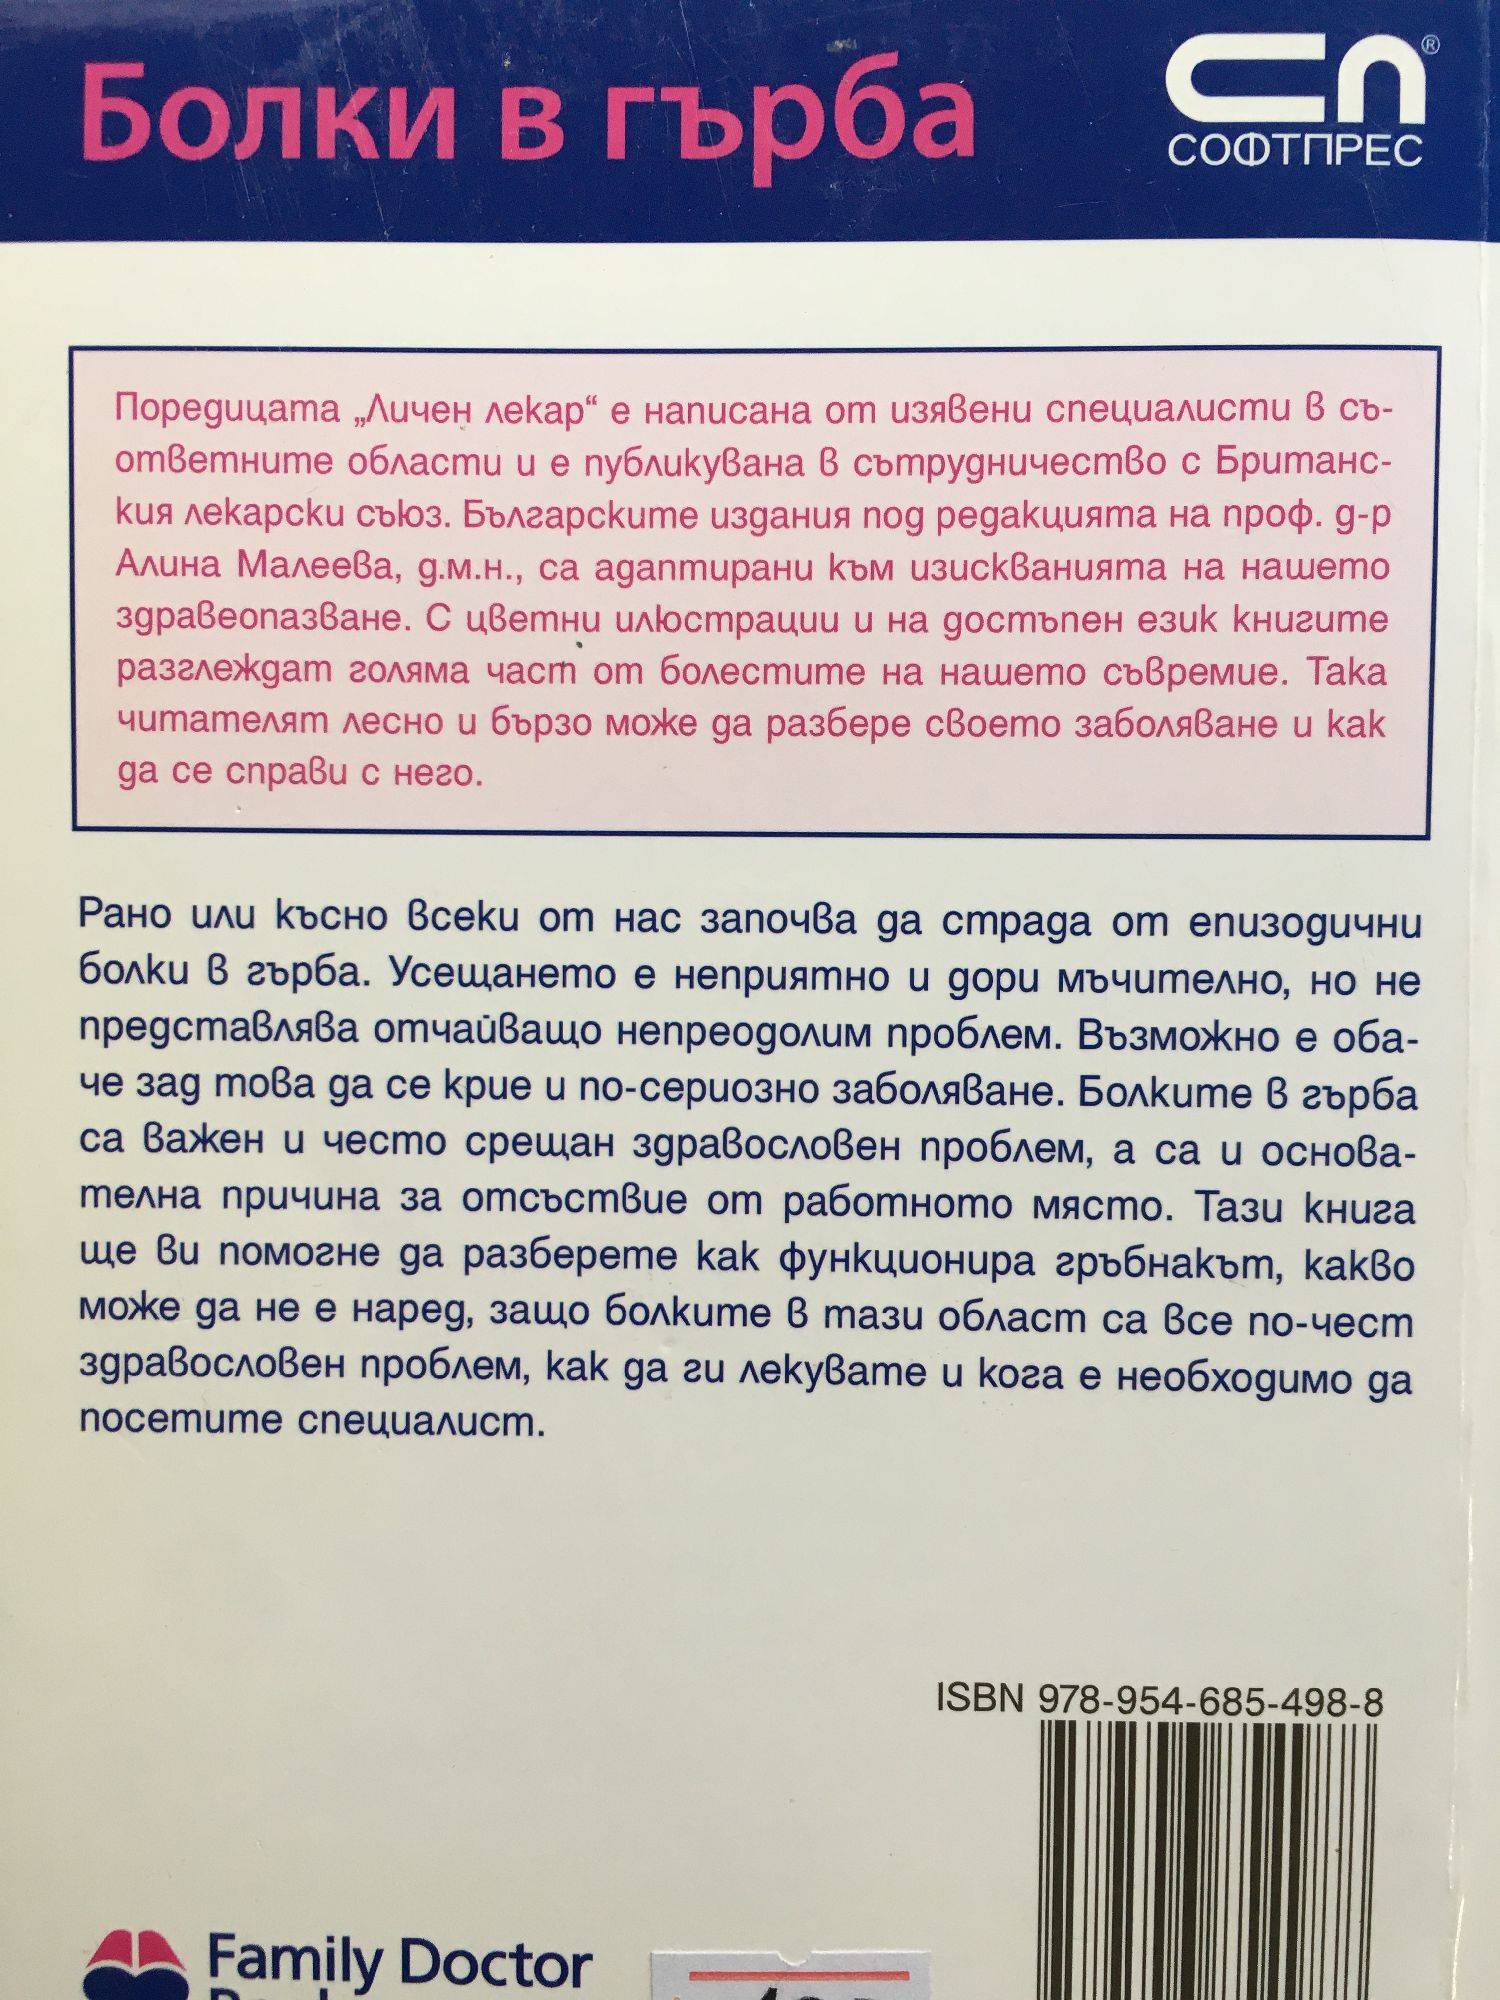 Болки в гърба
СП®
СОФТПРЕС
Поредицата „Личен лекар“ е написана от изявени специалисти в съ-
ответните области и е публикувана в сътрудничество с Британс-
кия лекарски съюз. Българските издания под редакцията на проф. д-р
Алина Малеева, д.м.н., са адаптирани към изискванията на нашето
здравеопазване. С цветни илюстрации и на достъпен език книгите
разглеждат голяма част от болестите на нашето съвремие. Така
читателят лесно и бързо може да разбере своето заболяване и как
да се справи с него.
Рано или късно всеки от нас започва да страда от епизодични
болки в гърба. Усещането е неприятно и дори мъчително, но не
представлява отчайващо непреодолим проблем. Възможно е оба-
че зад това да се крие и по-сериозно заболяване. Болките в гърба
са важен и често срещан здравословен проблем, а са и основа-
телна причина за отсъствие от работното място. Тази книга
ще ви помогне да разберете как функционира гръбнакът, какво
може да не е наред, защо болките в тази област са все по-чест
здравословен проблем, как да ги лекувате и кога е необходимо да
посетите специалист.
ISBN 978-954-685-498-8
Family Doctor